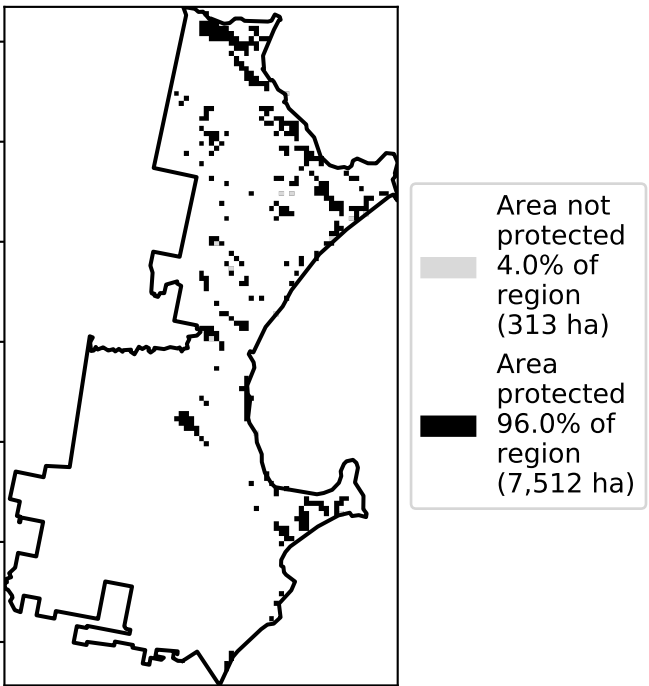 Area not
protected
4.0% of
region
(313 ha)
Area
protected
96.0% of
region
(7,512 ha)